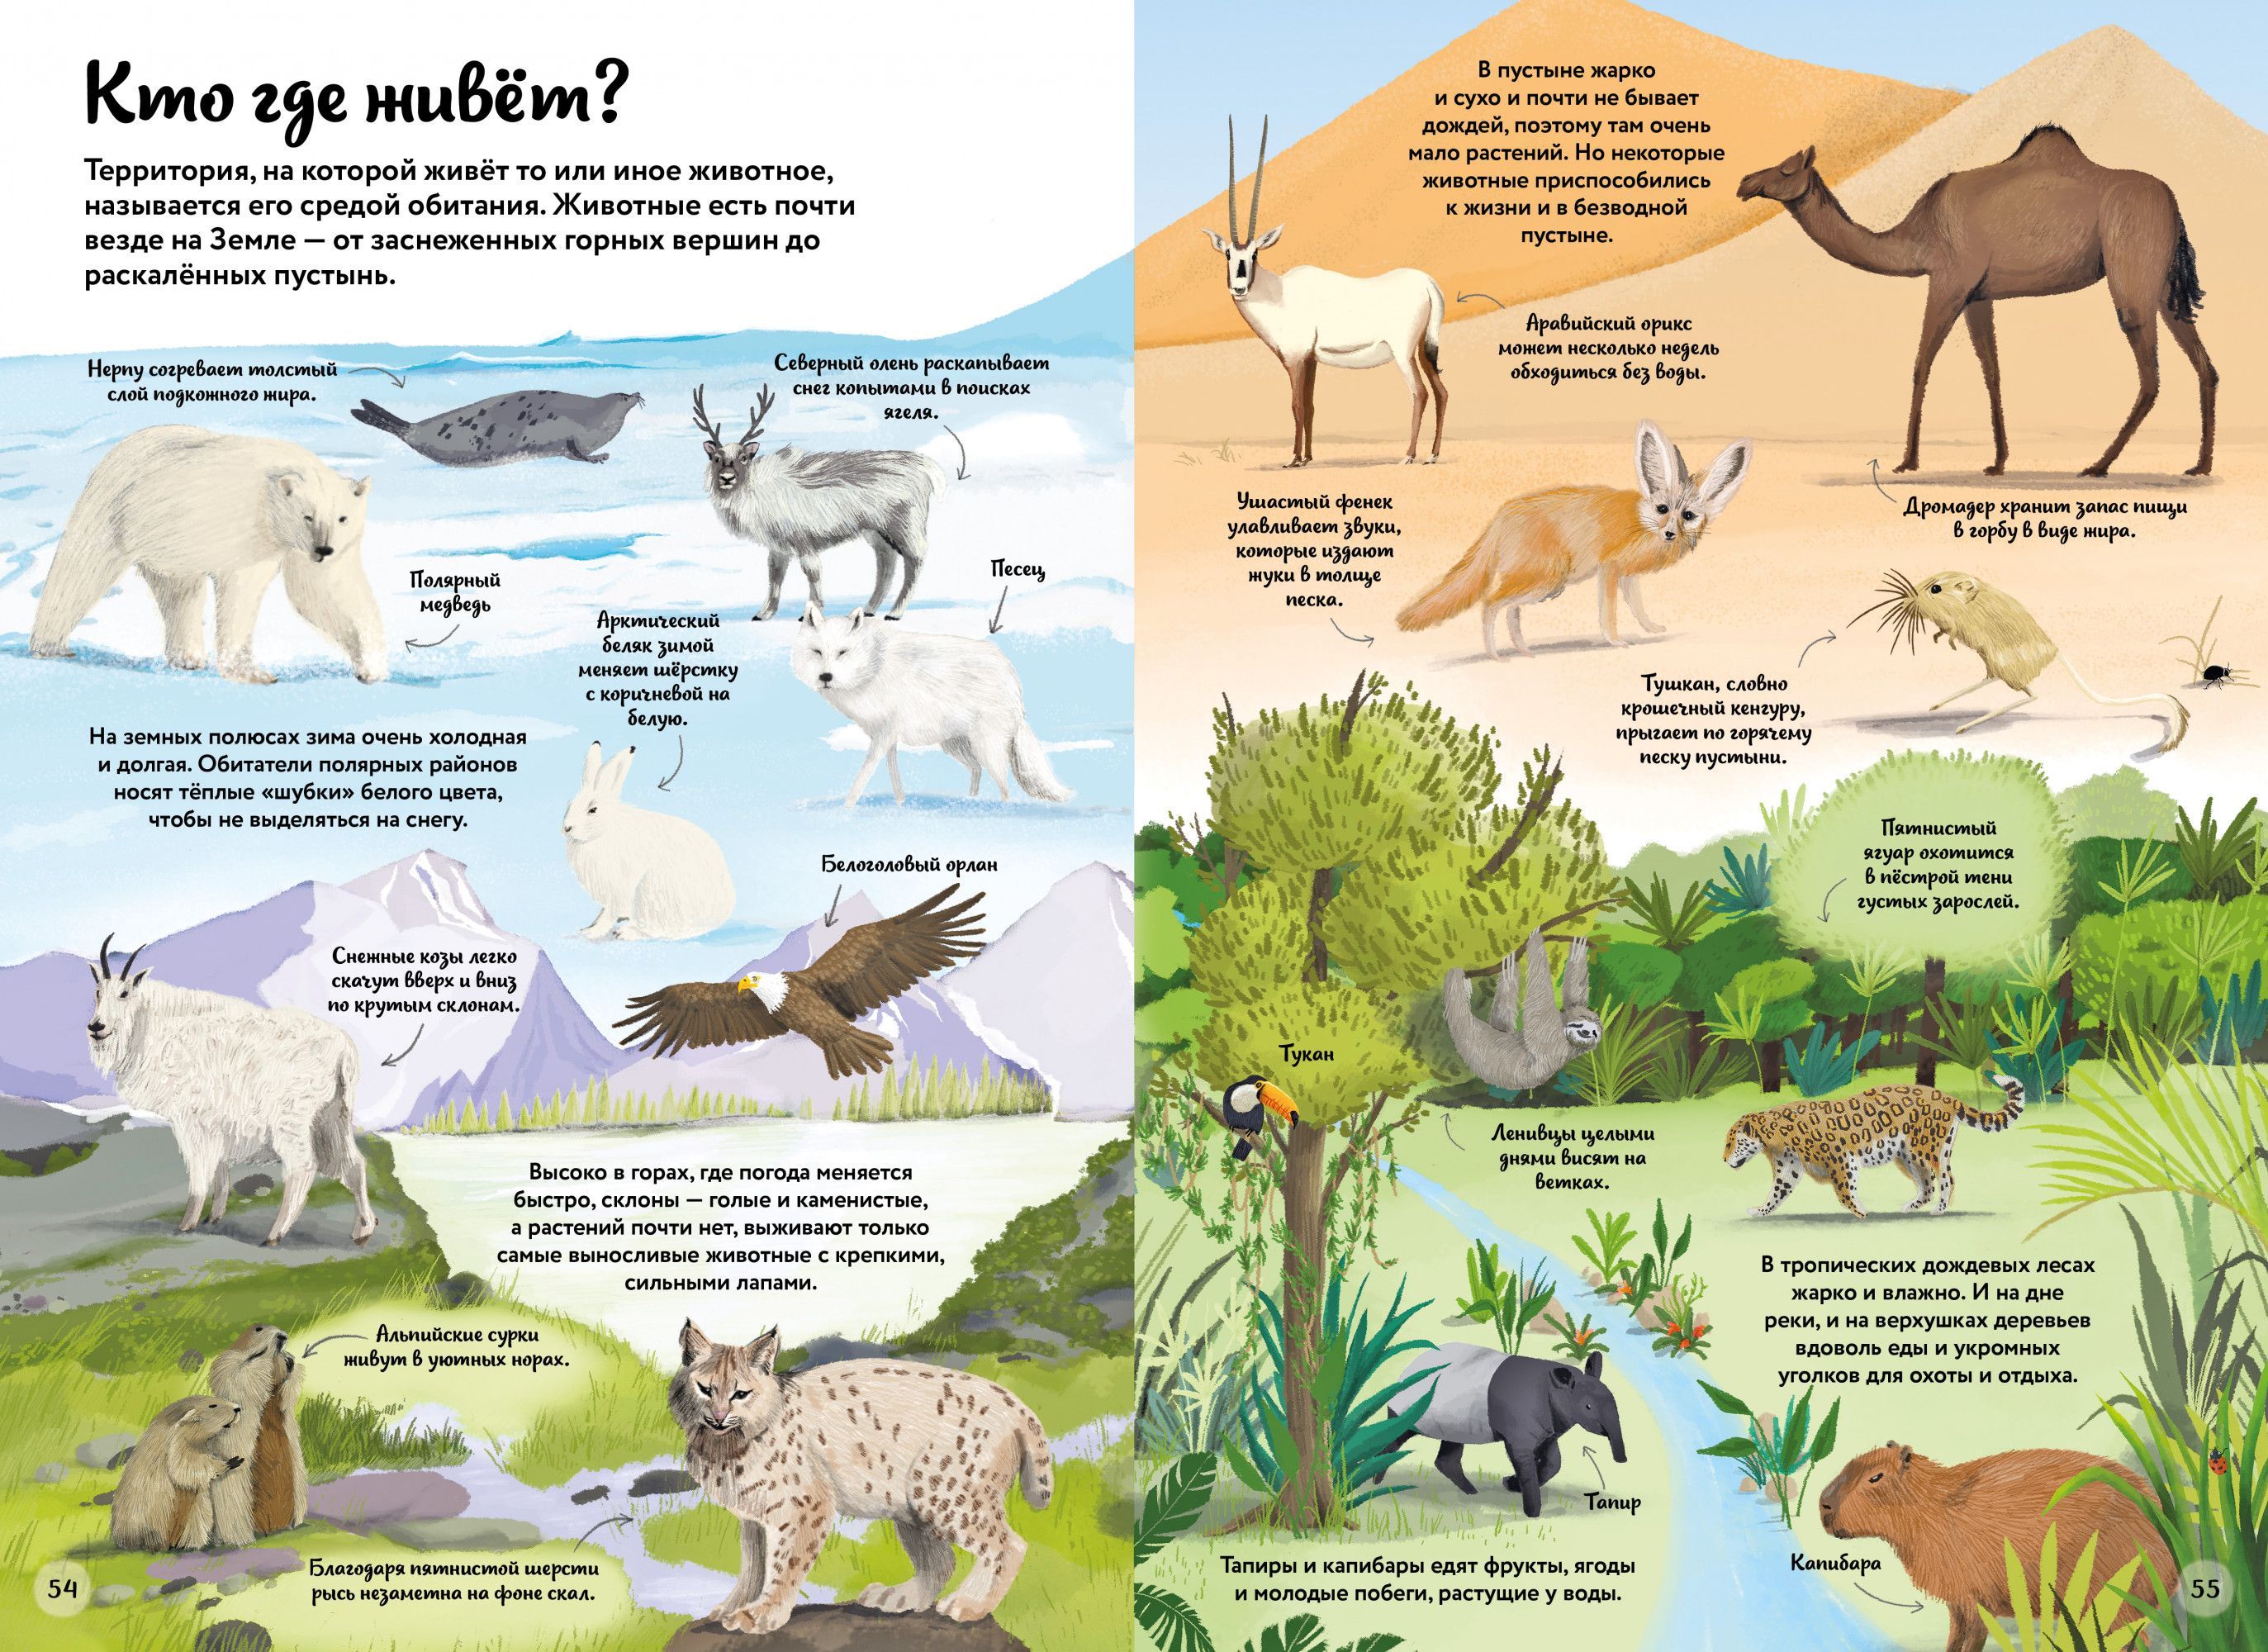 Кто где живёт?
Территория, на которой живёт то или иное животное,
называется его средой обитания. Животные есть почти
везде на Земле — от заснеженных горных вершин до
раскалённых пустынь.
Нерпу согревает толстый
слой подкожного жира.
Северный олень раскапывает
снег копытами в поисках
ягеля.
Полярный
медведь
Песец
Арктический
беляк зимой
меняет шёрстку
с коричневой на
белую.
На земных полюсах зима очень холодная
и долгая. Обитатели полярных районов
носят тёплые «шубки» белого цвета,
чтобы не выделяться на снегу.
Белоголовый орлан
Снежные козы легко
скачут вверх и вниз
по крутым склонам.
Высоко в горах, где погода меняется
быстро, склоны — голые и каменистые,
а растений почти нет, выживают только
самые выносливые животные с крепкими,
сильными лапами.
Альпийские сурки
живут в уютных норах.
Благодаря пятнистой шерсти
рысь незаметна на фоне скал.
54
В пустыне жарко
и сухо и почти не бывает
дождей, поэтому там очень
мало растений. Но некоторые
животные приспособились
к жизни и в безводной
пустыне.
Аравийский орикс
может несколько недель
обходиться без воды.
Ушастый фенек
улавливает звуки,
которые издают
жуки в толще
песка.
Дромадер хранит запас пищи
в горбу в виде жира.
Тушкан, словно
крошечный кенгуру,
прыгает по горячему
песку пустыни.
Пятнистый
ягуар охотится
в пёстрой тени
густых зарослей.
Тукан
Ленивцы целыми
днями висят на
ветках.
В тропических дождевых лесах
жарко и влажно. И на дне
реки, и на верхушках деревьев
вдоволь еды и укромных
уголков для охоты и отдыха.
Тапир
Тапиры и капибары едят фрукты, ягоды
и молодые побеги, растущие у воды.
Капибара
55